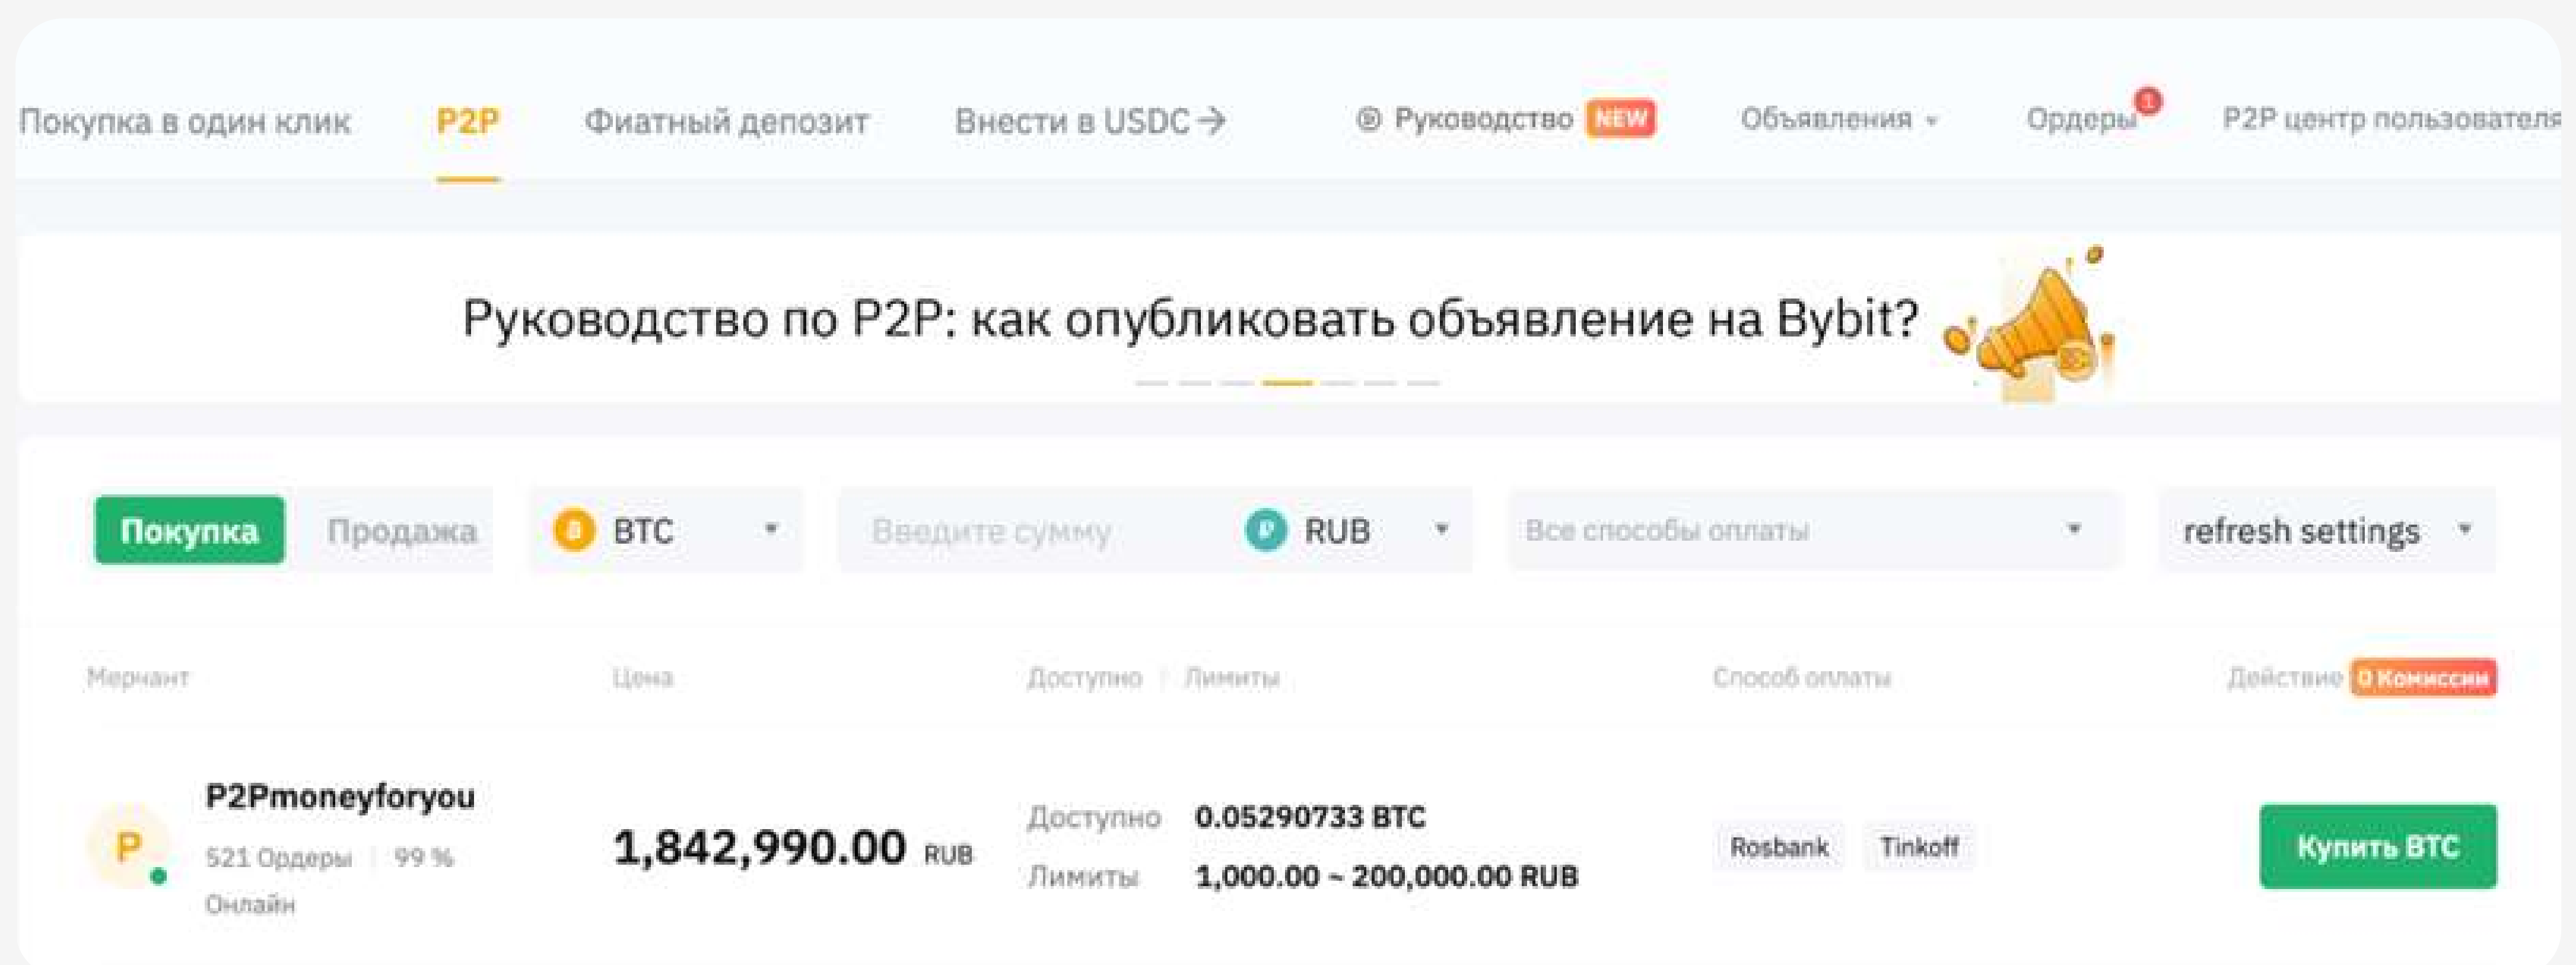 Покупка в один клик P2P Фиатный депозит Внести в USDC → Руководство NEW Объявления Ордеры 1 P2P центр пользователя
Руководство по P2P: как опубликовать объявление на Bybit?
Покупка Продажа BTC Введите сумму RUB Все способы оплаты refresh settings
Мерчант Цена Доступно | Лимиты Способ оплаты Действие 0 Комиссии
P2Pmoneyforyou
P 521 Ордеры | 99 %
Онлайн
1,842,990.00 RUB
Доступно 0.05290733 BTC
Лимиты 1,000.00 ~ 200,000.00 RUB
Rosbank Tinkoff
Купить BTC